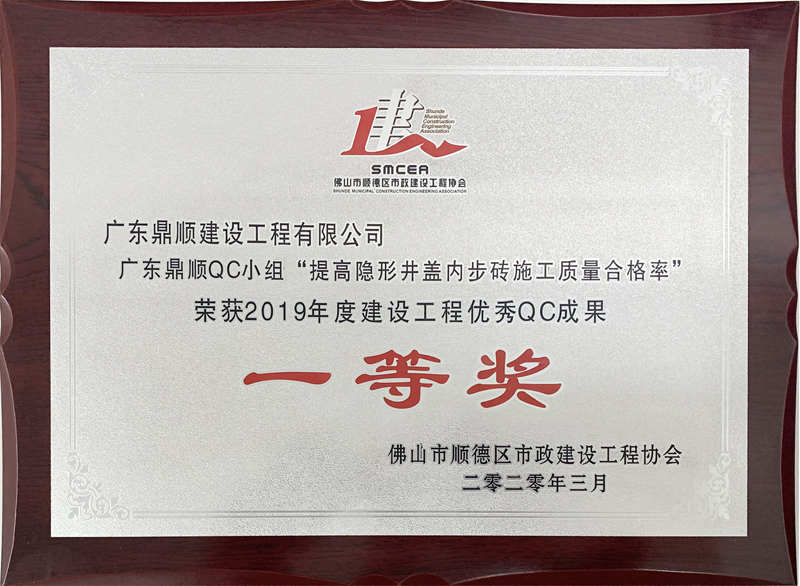 建
Shunde
Municipal
Construction
Engineering
Association
SMCEA
佛山市顺德区市政建设工程协会
SHUNDE MUNICIPAL CONSTRUCTION ENGINEERING ASSOCIATION
广东鼎顺建设工程有限公司
广东鼎顺QC小组“提高隐形井盖内步砖施工质量合格率”
荣获2019年度建设工程优秀QC成果
一等奖
佛山市顺德区市政建设工程协会
二零二零年三月